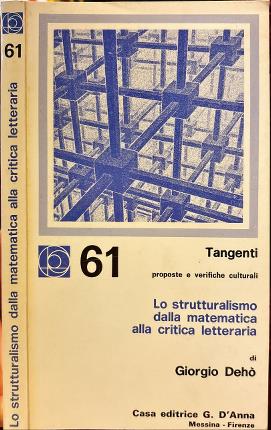 61
Lo strutturalismo dalla matematica alla critica letteraria
61
Tangenti
proposte e verifiche culturali
Lo strutturalismo
dalla matematica
alla critica letteraria
di
Giorgio Dehò
Casa editrice G. D'Anna
Messina - Firenze